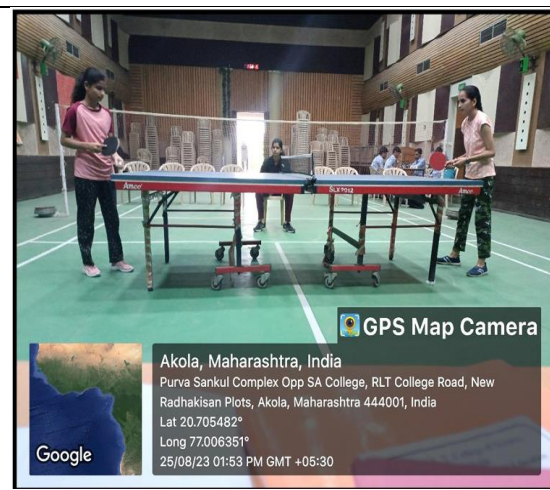 SLX7012
GPS Map Camera
Akola, Maharashtra, India
Purva Sankul Complex Opp SA College, RLT College Road, New
Radhakisan Plots, Akola, Maharashtra 444001, India
Lat 20.705482°
Long 77.006351°
25/08/23 01:53 PM GMT +05:30
Google